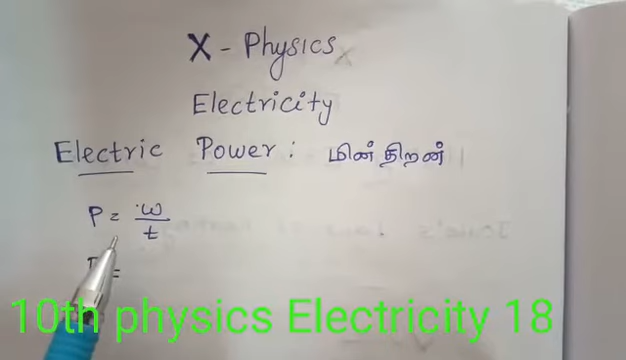 X - Physics
Electricity
Electric Power : மின் திறன்
P = w/t
P =
10th physics Electricity 18